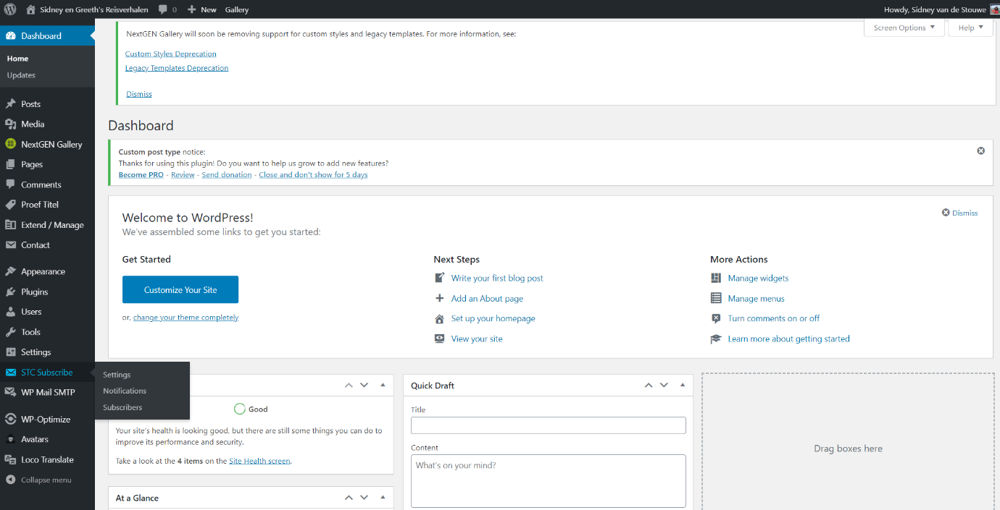 Sidney en Greeth's Reisverhalen 0 New Gallery Howdy, Sidney van de Stouwe
Screen Options Help
NextGEN Gallery will soon be removing support for custom styles and legacy templates. For more information, see:
Custom Styles Deprecation
Legacy Templates Deprecation
Dismiss
Dashboard
Home
Updates
Posts
Media
NextGEN Gallery
Pages
Comments
Proef Titel
Extend / Manage
Contact
Appearance
Plugins
Users
Tools
Settings
STC Subscribe
WP Mail SMTP
WP-Optimize
Avatars
Loco Translate
Collapse menu
Settings
Notifications
Subscribers
Dashboard
Custom post type notice:
Thanks for using this plugin! Do you want to help us grow to add new features?
Become PRO - Review - Send donation - Close and don't show for 5 days
Welcome to WordPress!
Dismiss
We've assembled some links to get you started:
Get Started
Customize Your Site
or, change your theme completely
Next Steps
Write your first blog post
Add an About page
Set up your homepage
View your site
More Actions
Manage widgets
Manage menus
Turn comments on or off
Learn more about getting started
Good
Your site's health is looking good, but there are still some things you can do to
improve its performance and security.
Take a look at the 4 items on the Site Health screen.
At a Glance
Quick Draft
Title
Content
What's on your mind?
Drag boxes here